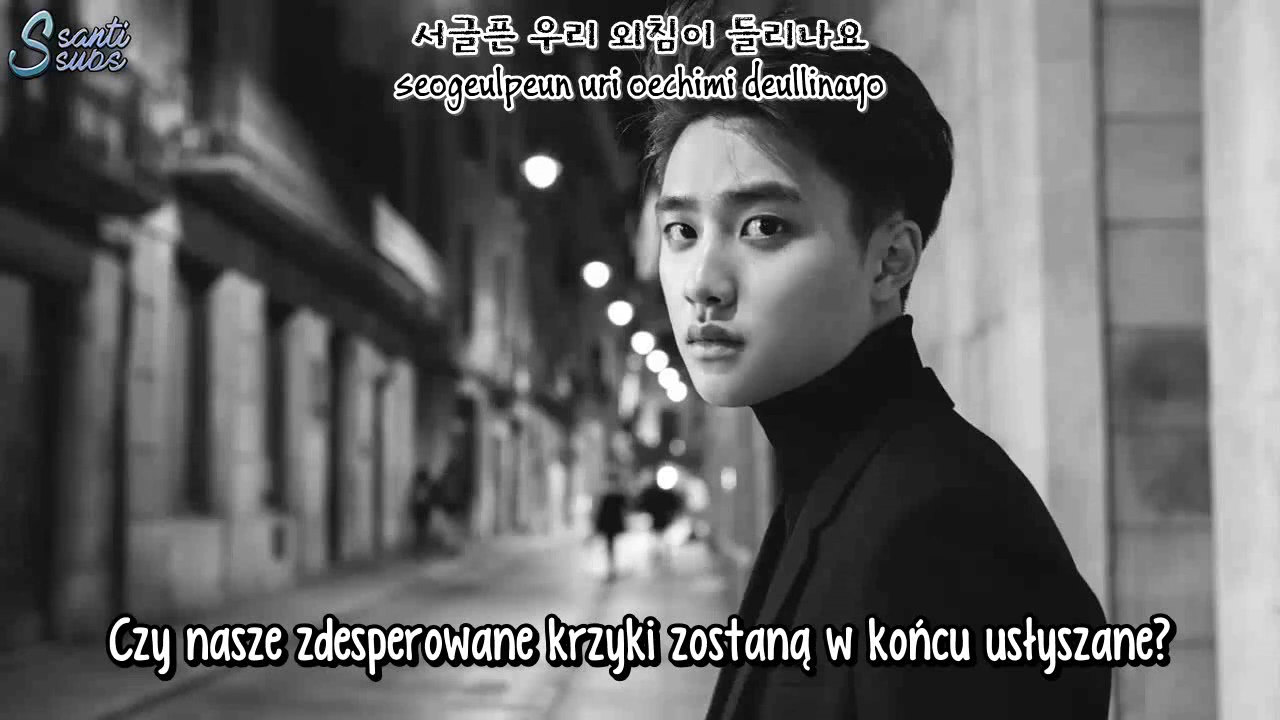 Ssanti
subs
서글픈 우리 외침이 들리나요
seogeulpeun uri oechimi deullinayo
Czy nasze zdesperowane krzyki zostaną w końcu usłyszane?